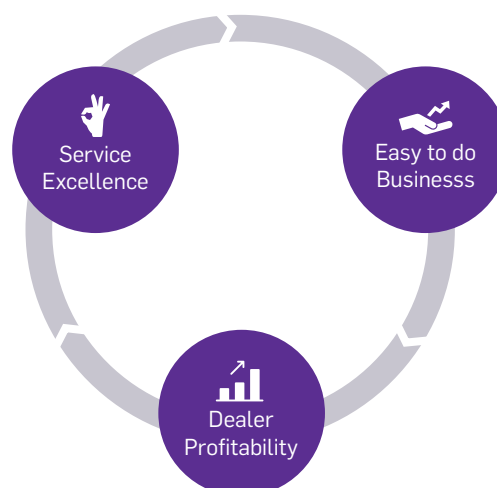 Service
Excellence
Easy to do
Businesss
Dealer
Profitability